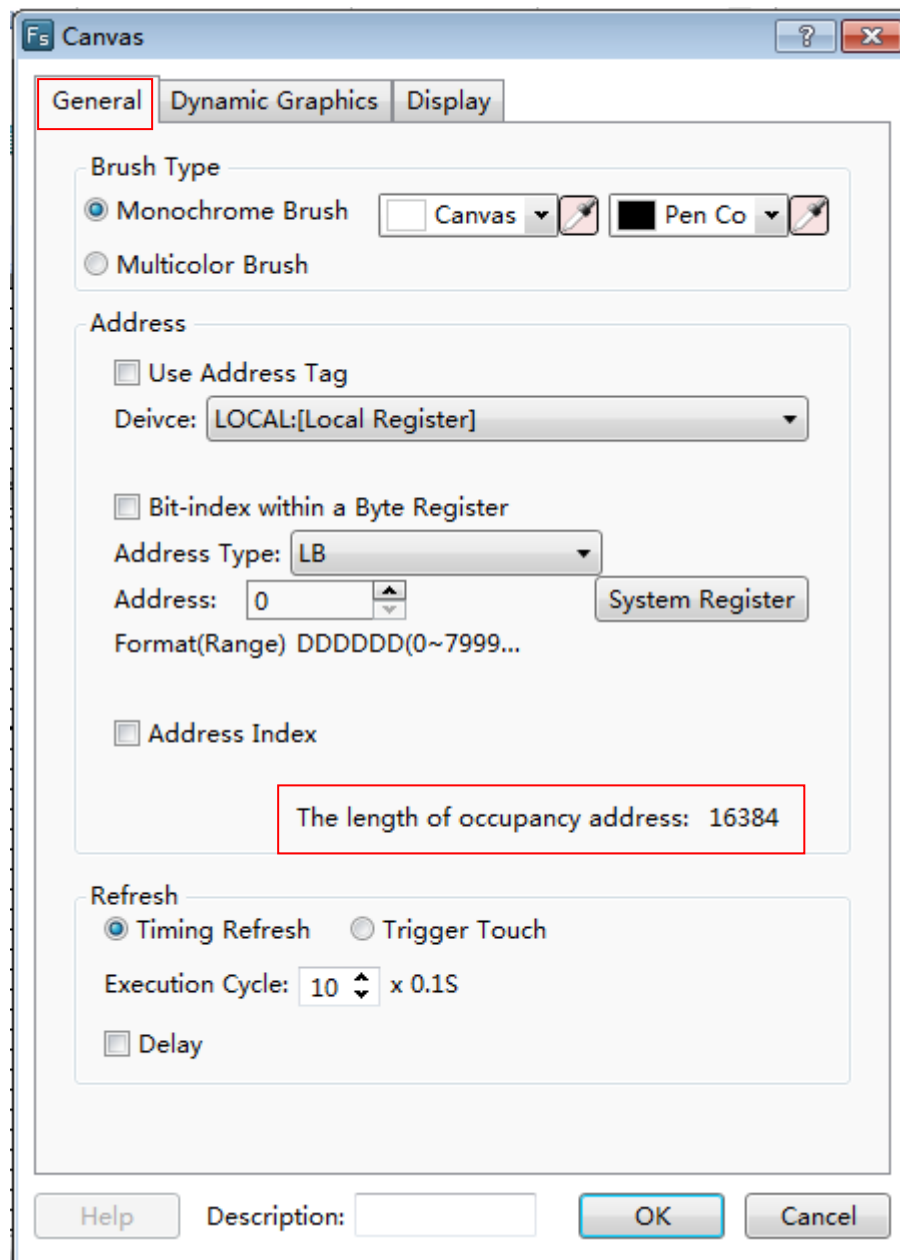 Fs Canvas
General Dynamic Graphics Display
Brush Type
Monochrome Brush Canvas Pen Co
Multicolor Brush
Address
Use Address Tag
Deivce: LOCAL:[Local Register]
Bit-index within a Byte Register
Address Type: LB
Address: 0 System Register
Format(Range) DDDDDD(0~7999...
Address Index
The length of occupancy address: 16384
Refresh
Timing Refresh Trigger Touch
Execution Cycle: 10 x 0.1S
Delay
Help Description: OK Cancel